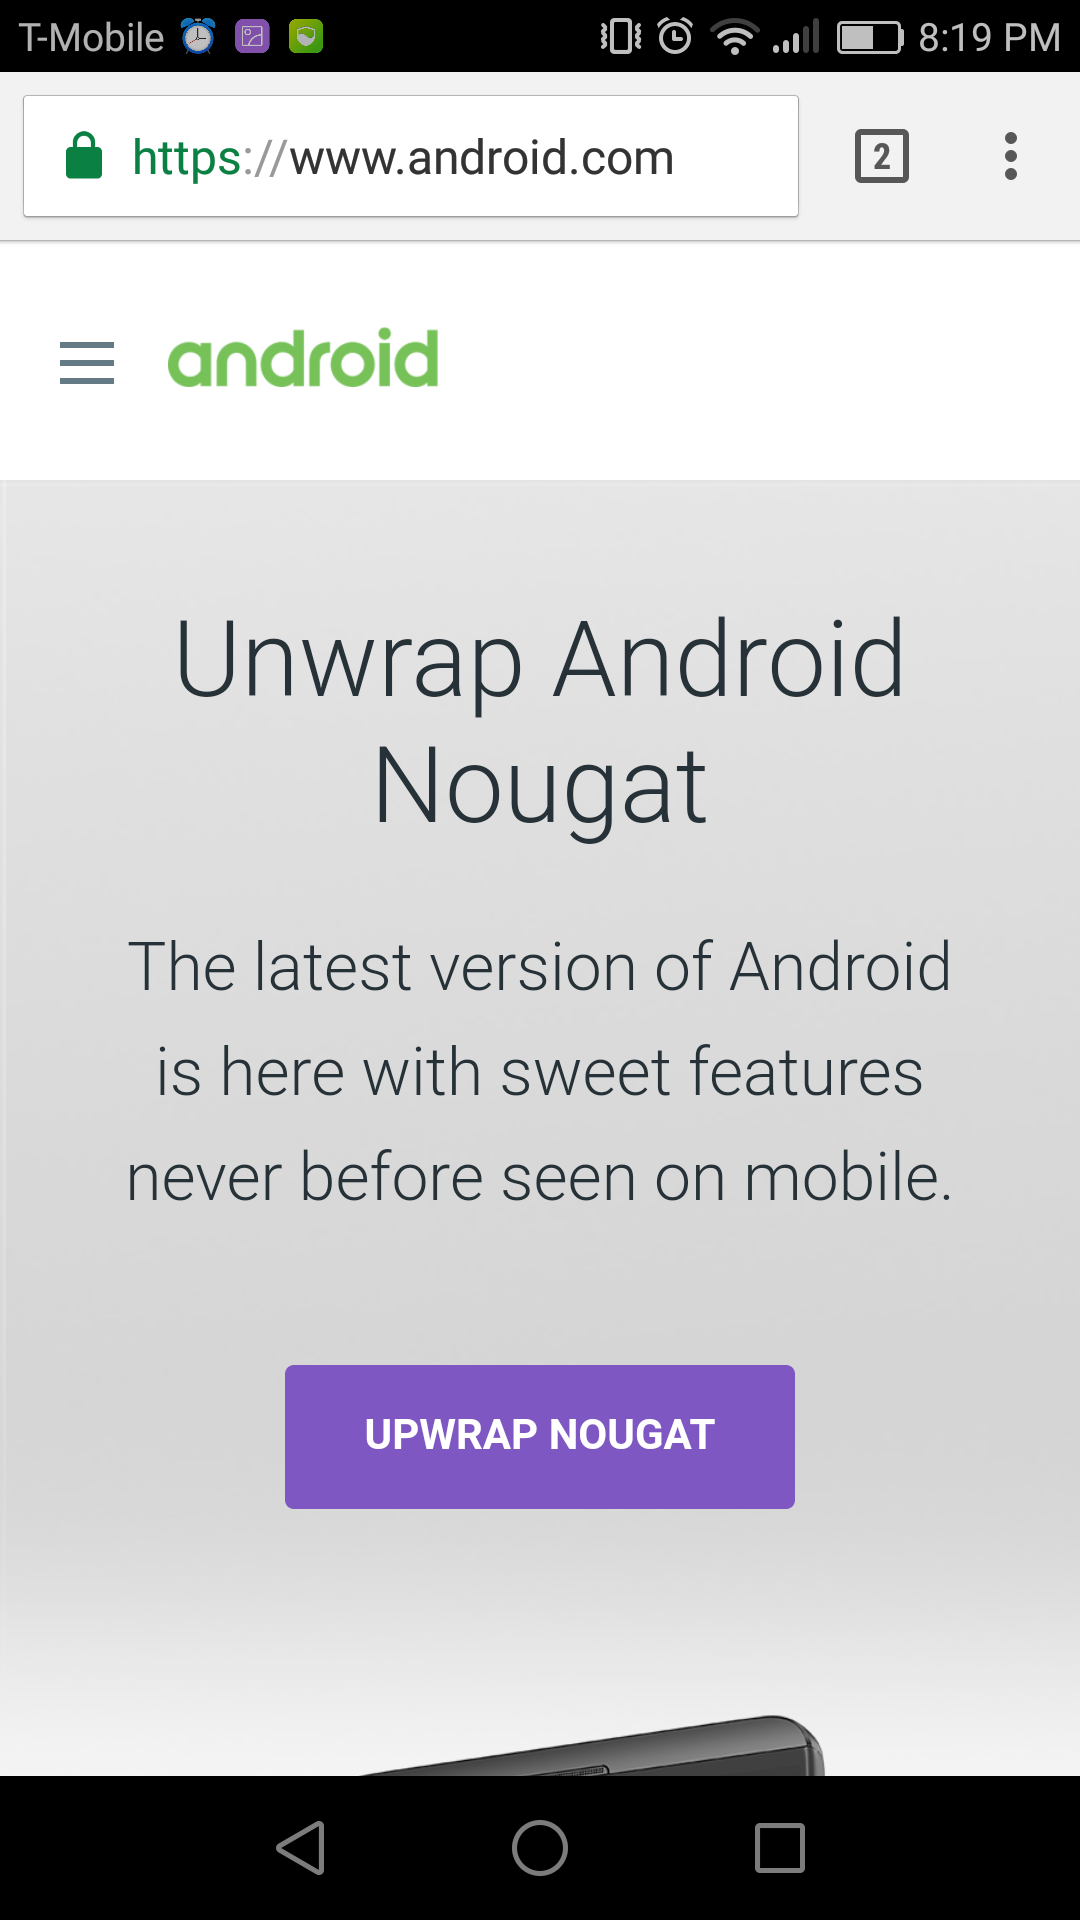 T-Mobile 8:19 PM
https://www.android.com 2
android
Unwrap Android
Nougat
The latest version of Android
is here with sweet features
never before seen on mobile.
UPWRAP NOUGAT